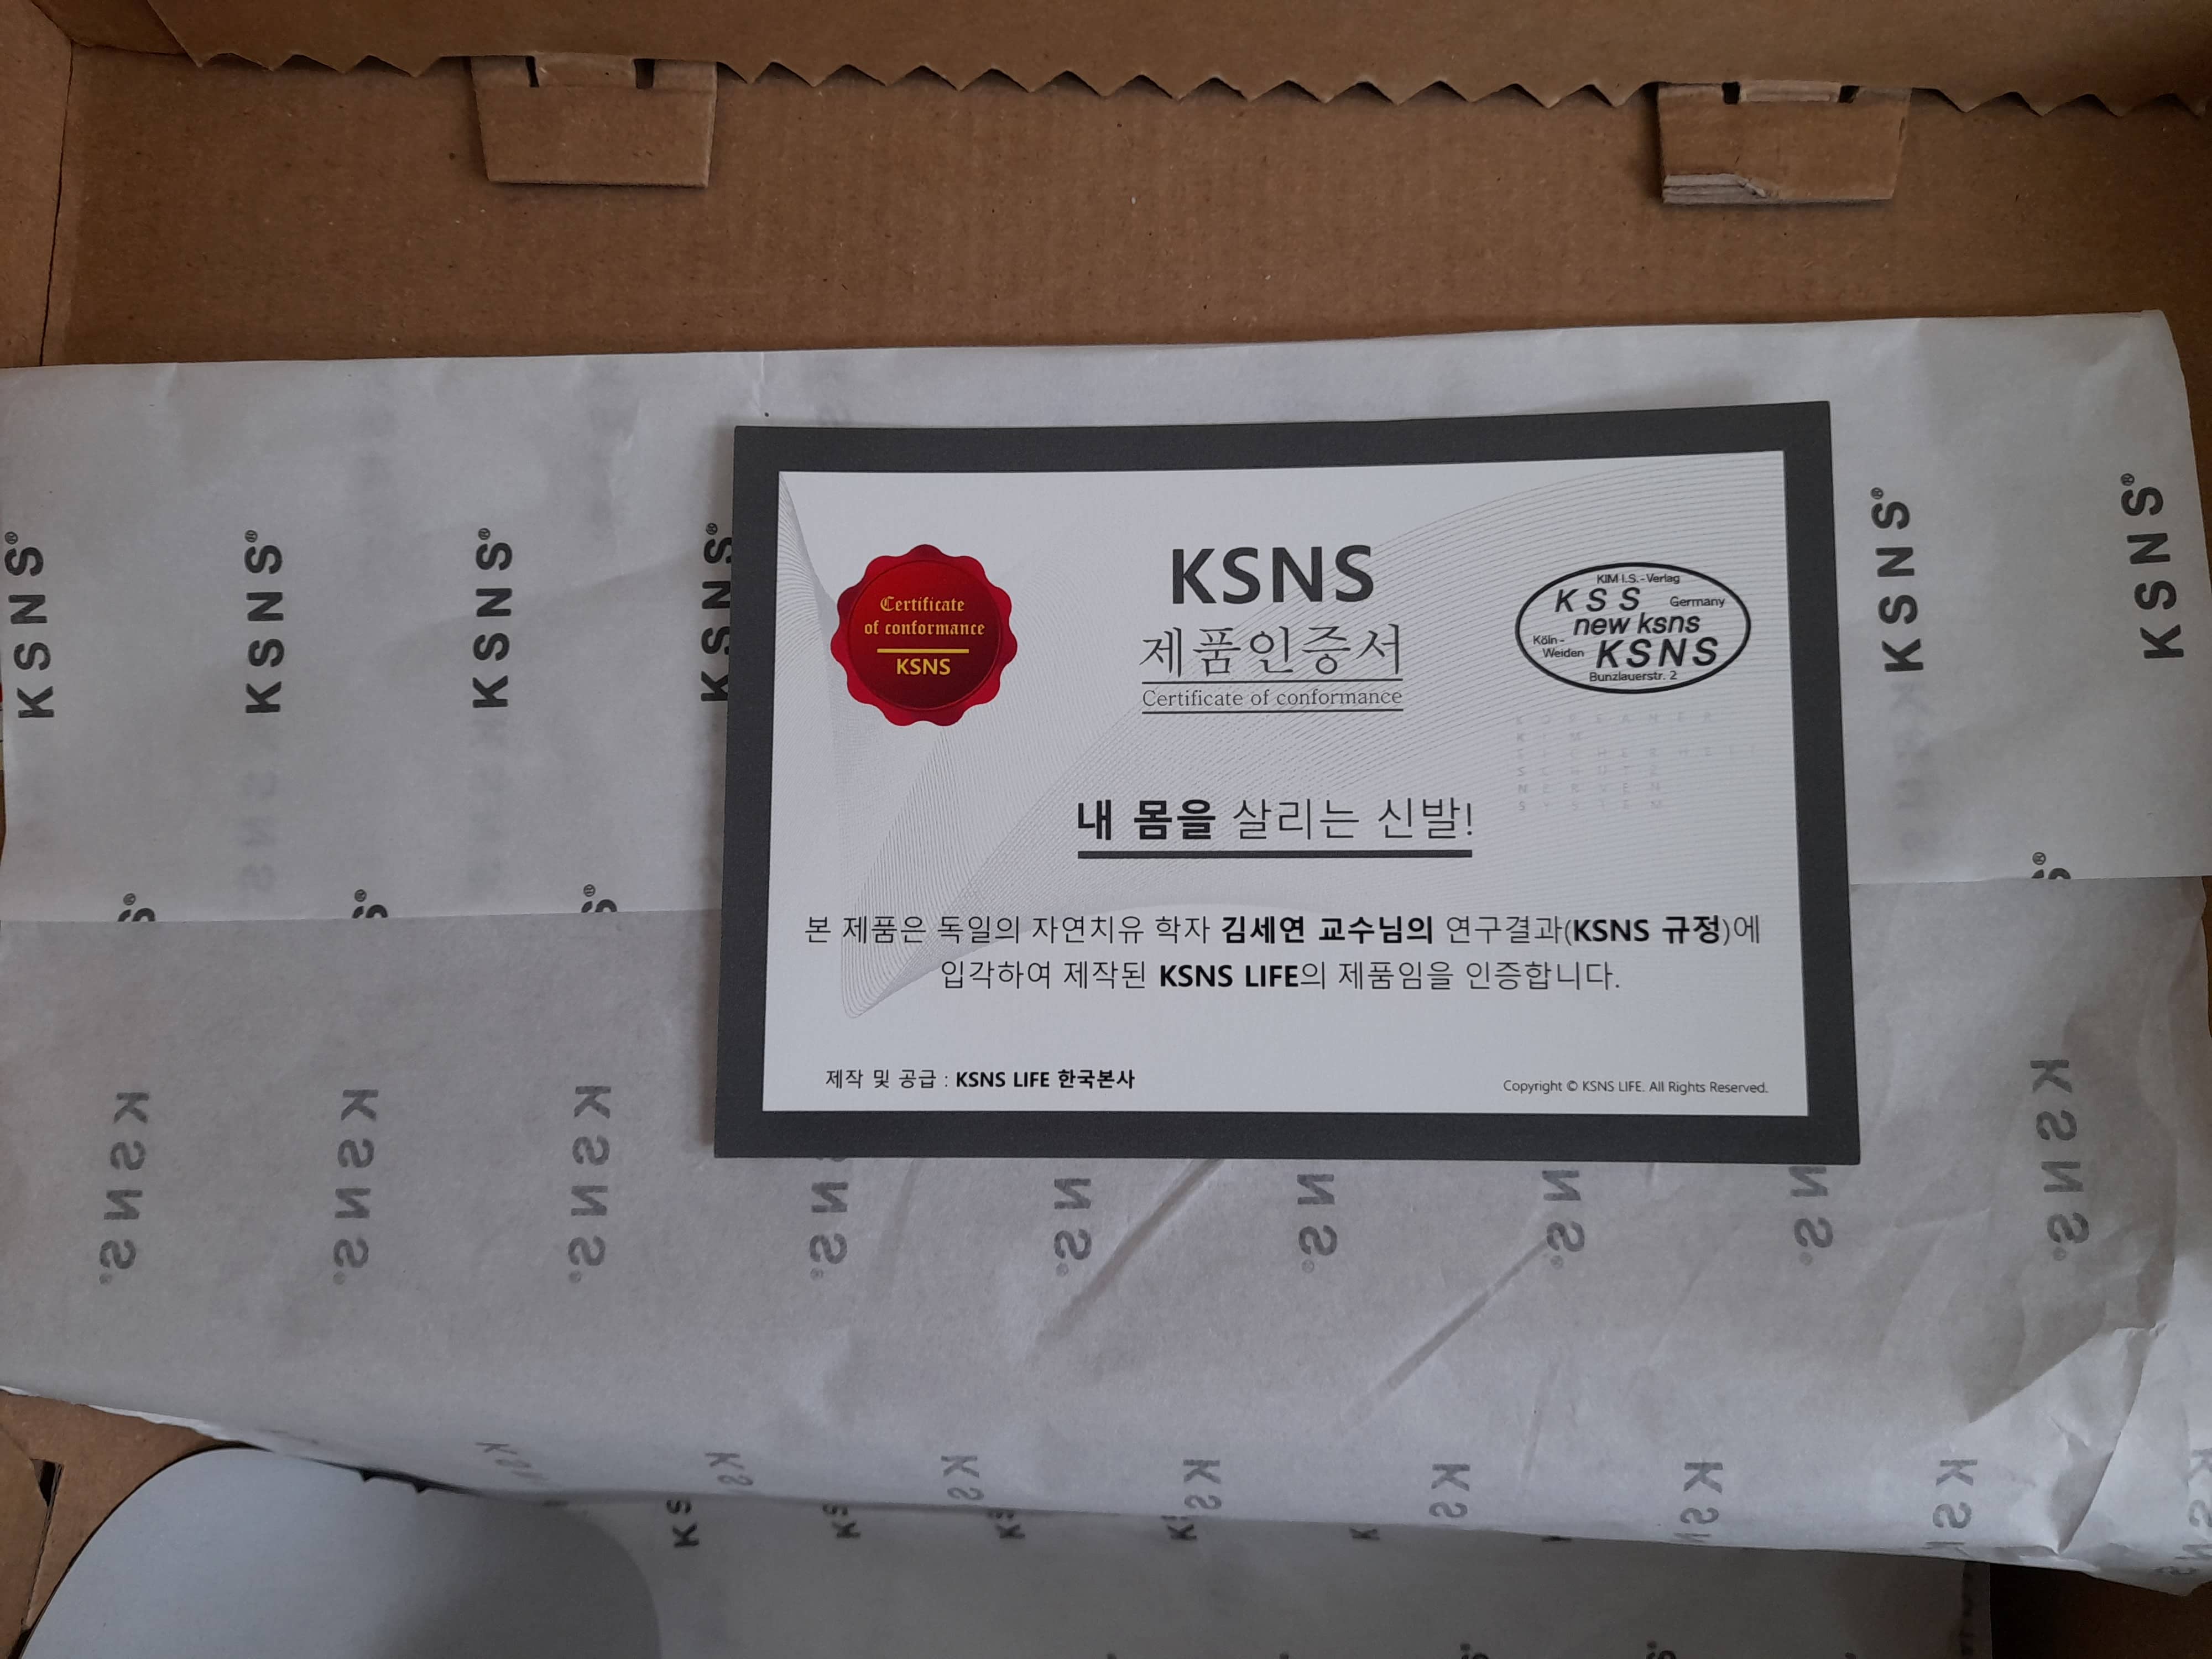 KSNS
제품인증서
Certificate of conformance
Certificate
of conformance
KSNS
KIM I.S.-Verlag
KSS Germany
new ksns
Köln-
Weiden KSNS
Bunzlauerstr. 2
내 몸을 살리는 신발!
본 제품은 독일의 자연치유 학자 김세연 교수님의 연구결과(KSNS 규정)에
입각하여 제작된 KSNS LIFE의 제품임을 인증합니다.
제작 및 공급 : KSNS LIFE 한국본사
Copyright © KSNS LIFE. All Rights Reserved.
KSNS®
KSNS®
KSNS®
KSNS®
KSNS®
KSNS®
KSNS®
KSNS®
KSNS®
KSNS®